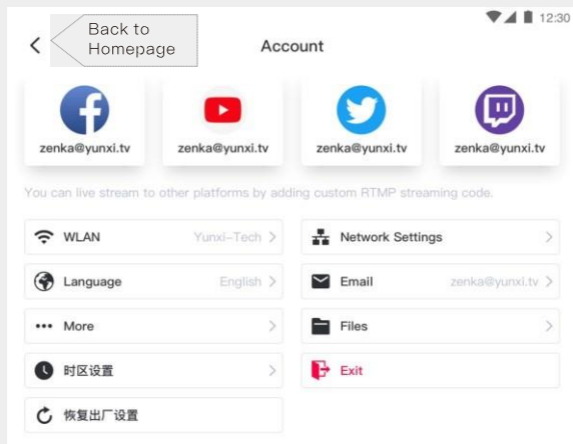 12:30
Back to
Homepage
Account
zenka@yunxi.tv zenka@yunxi.tv zenka@yunxi.tv zenka@yunxi.tv
You can live stream to other platforms by adding custom RTMP streaming code.
WLAN Yunxi-Tech Network Settings
Language English Email zenka@yunxi.tv
More Files
时区设置 Exit
恢复出厂设置